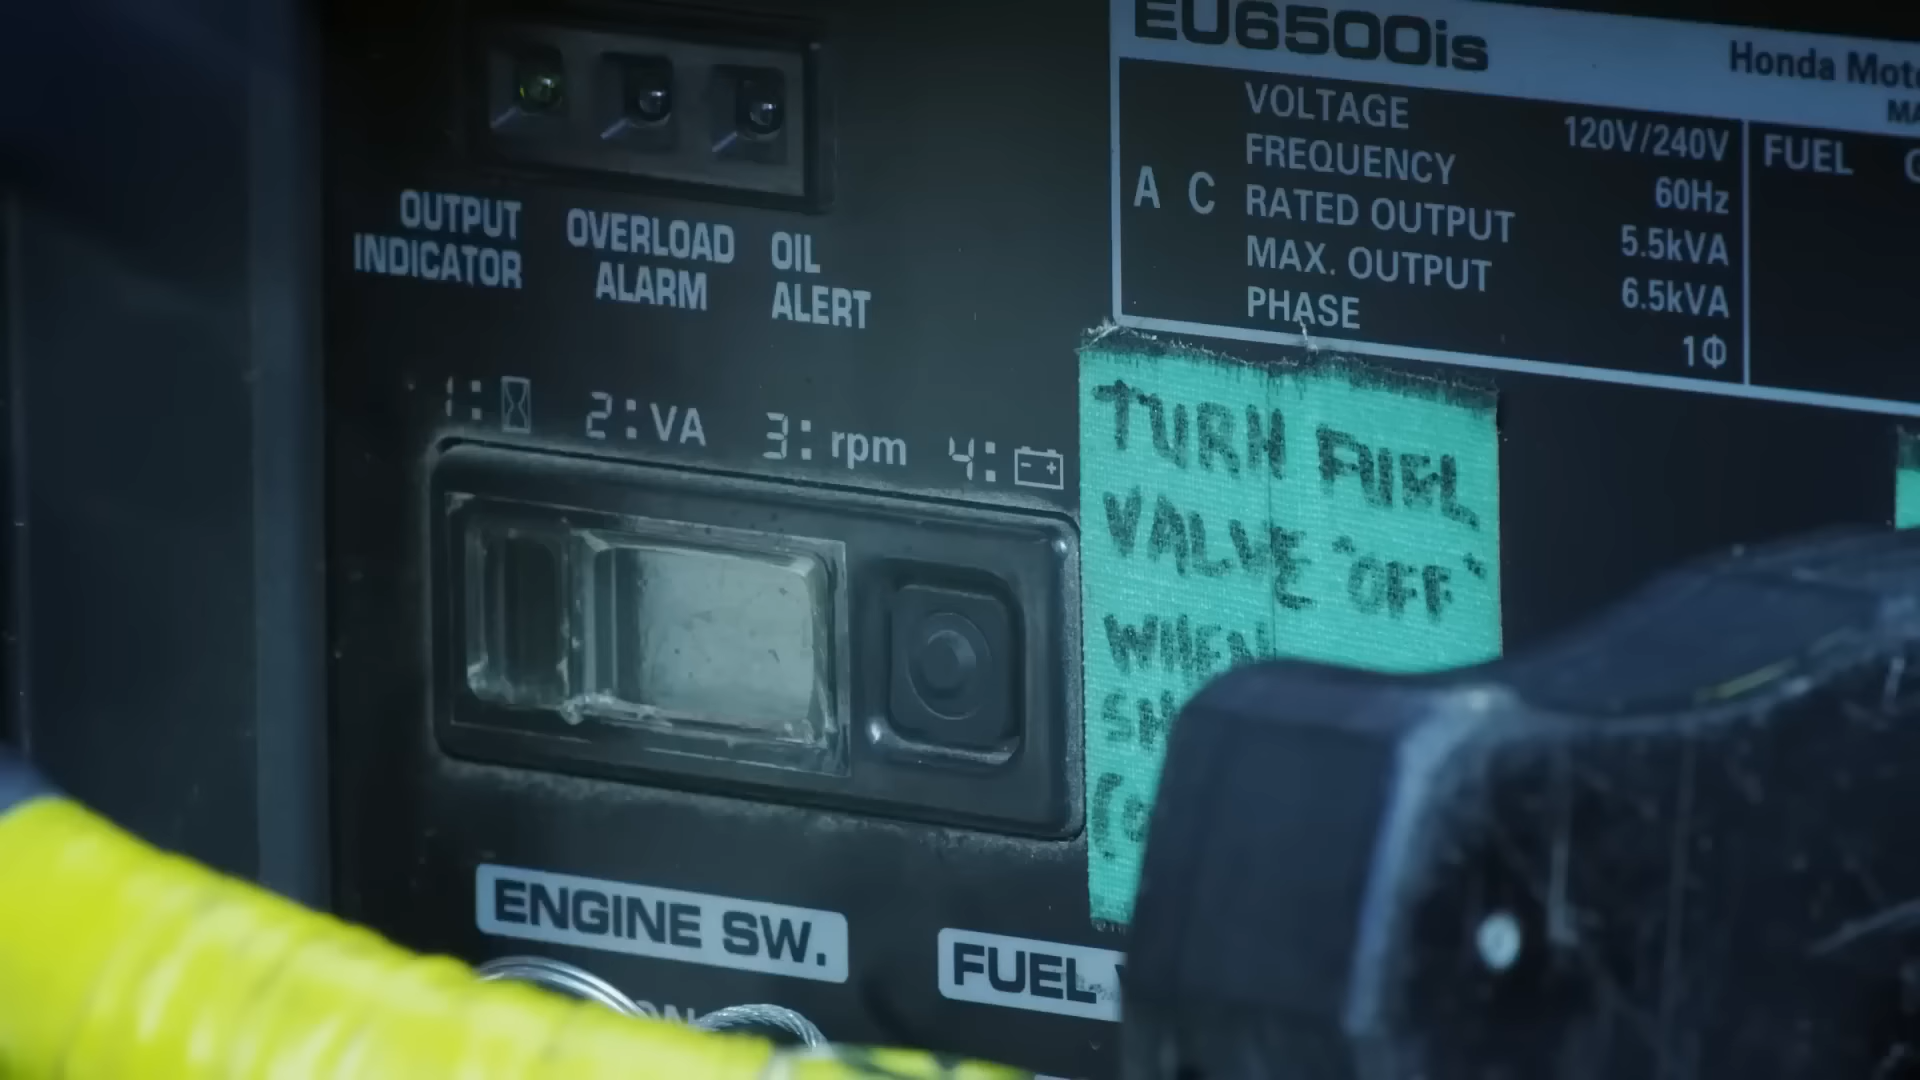 EU6500is
Honda
VOLTAGE 120V/240V
FREQUENCY 60Hz
A C
RATED OUTPUT 5.5kVA
MAX. OUTPUT 6.5kVA
PHASE 1Φ
FUEL
OUTPUT
INDICATOR
OVERLOAD
ALARM
OIL
ALERT
1: 2: VA 3: rpm 4:
TURN FUEL
VALVE "OFF"
WHEN
ENGINE SW.
FUEL